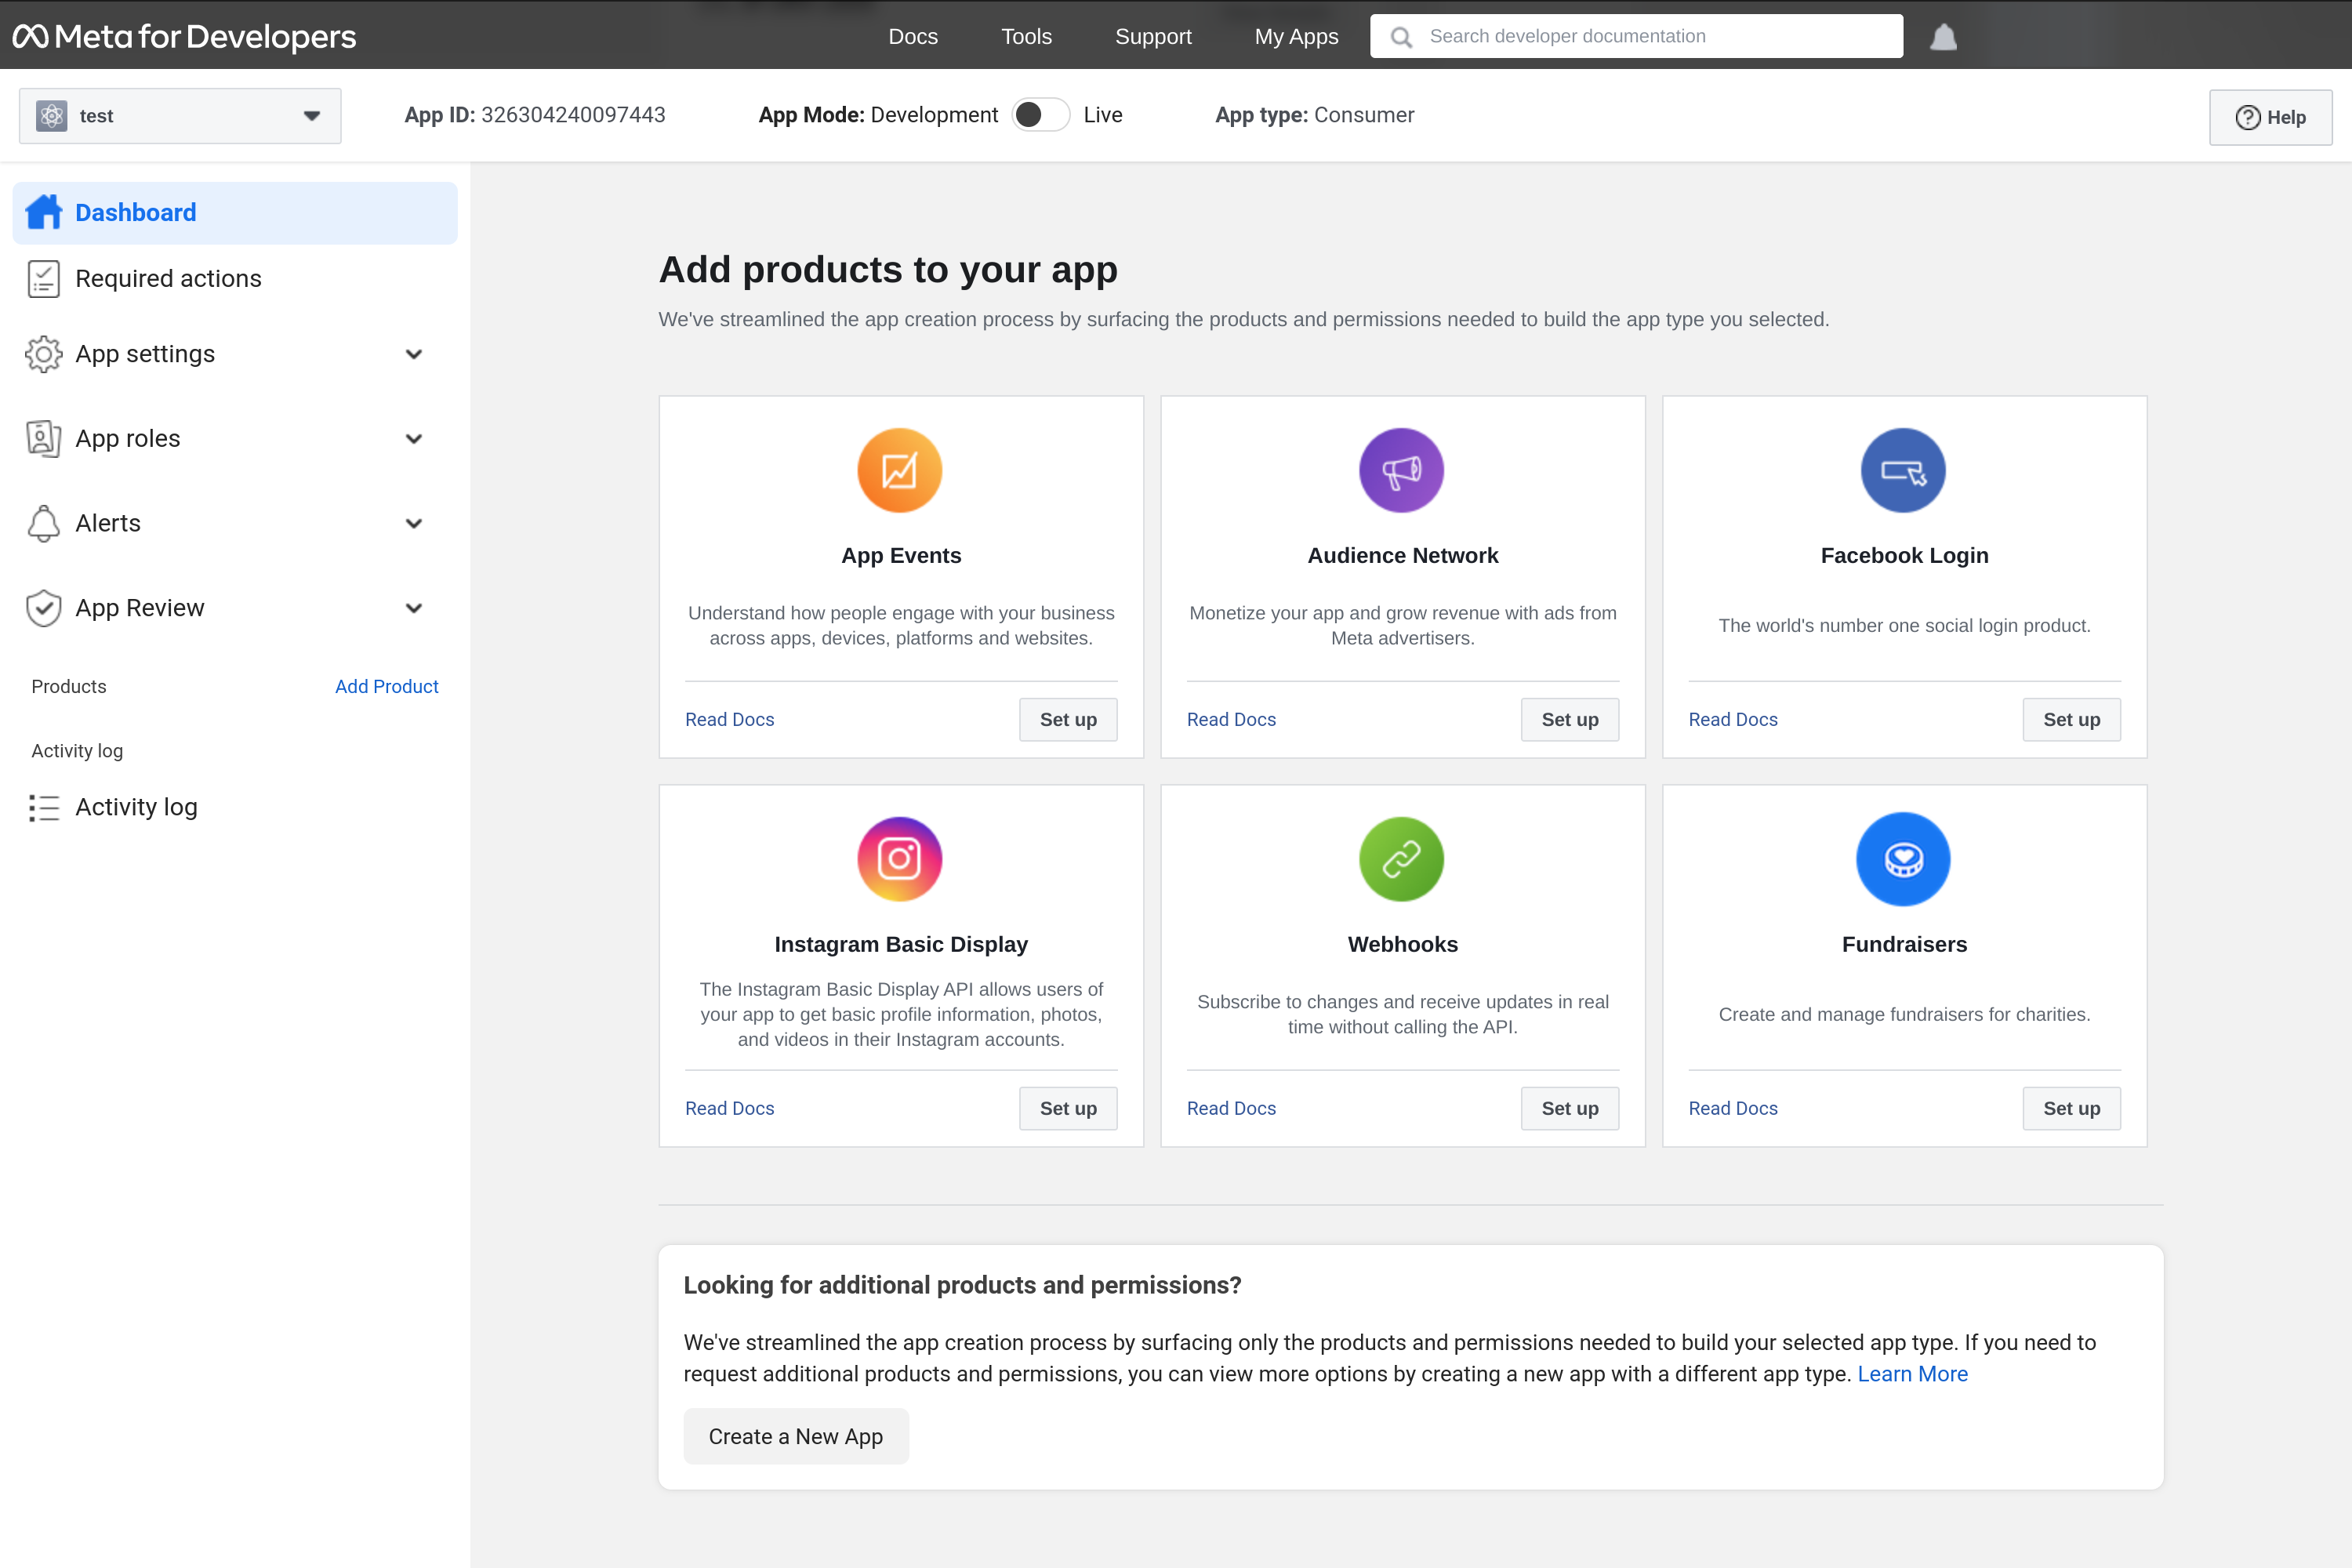 Meta for Developers
Docs
Tools
Support
My Apps
Search developer documentation
test
App ID: 326304240097443
App Mode: Development
Live
App type: Consumer
Help
Dashboard
Required actions
App settings
App roles
Alerts
App Review
Products
Add Product
Activity log
Activity log
Add products to your app
We've streamlined the app creation process by surfacing the products and permissions needed to build the app type you selected.
App Events
Understand how people engage with your business
across apps, devices, platforms and websites.
Read Docs
Set up
Audience Network
Monetize your app and grow revenue with ads from
Meta advertisers.
Read Docs
Set up
Facebook Login
The world's number one social login product.
Read Docs
Set up
Instagram Basic Display
The Instagram Basic Display API allows users of
your app to get basic profile information, photos,
and videos in their Instagram accounts.
Read Docs
Set up
Webhooks
Subscribe to changes and receive updates in real
time without calling the API.
Read Docs
Set up
Fundraisers
Create and manage fundraisers for charities.
Read Docs
Set up
Looking for additional products and permissions?
We've streamlined the app creation process by surfacing only the products and permissions needed to build your selected app type. If you need to
request additional products and permissions, you can view more options by creating a new app with a different app type. Learn More
Create a New App